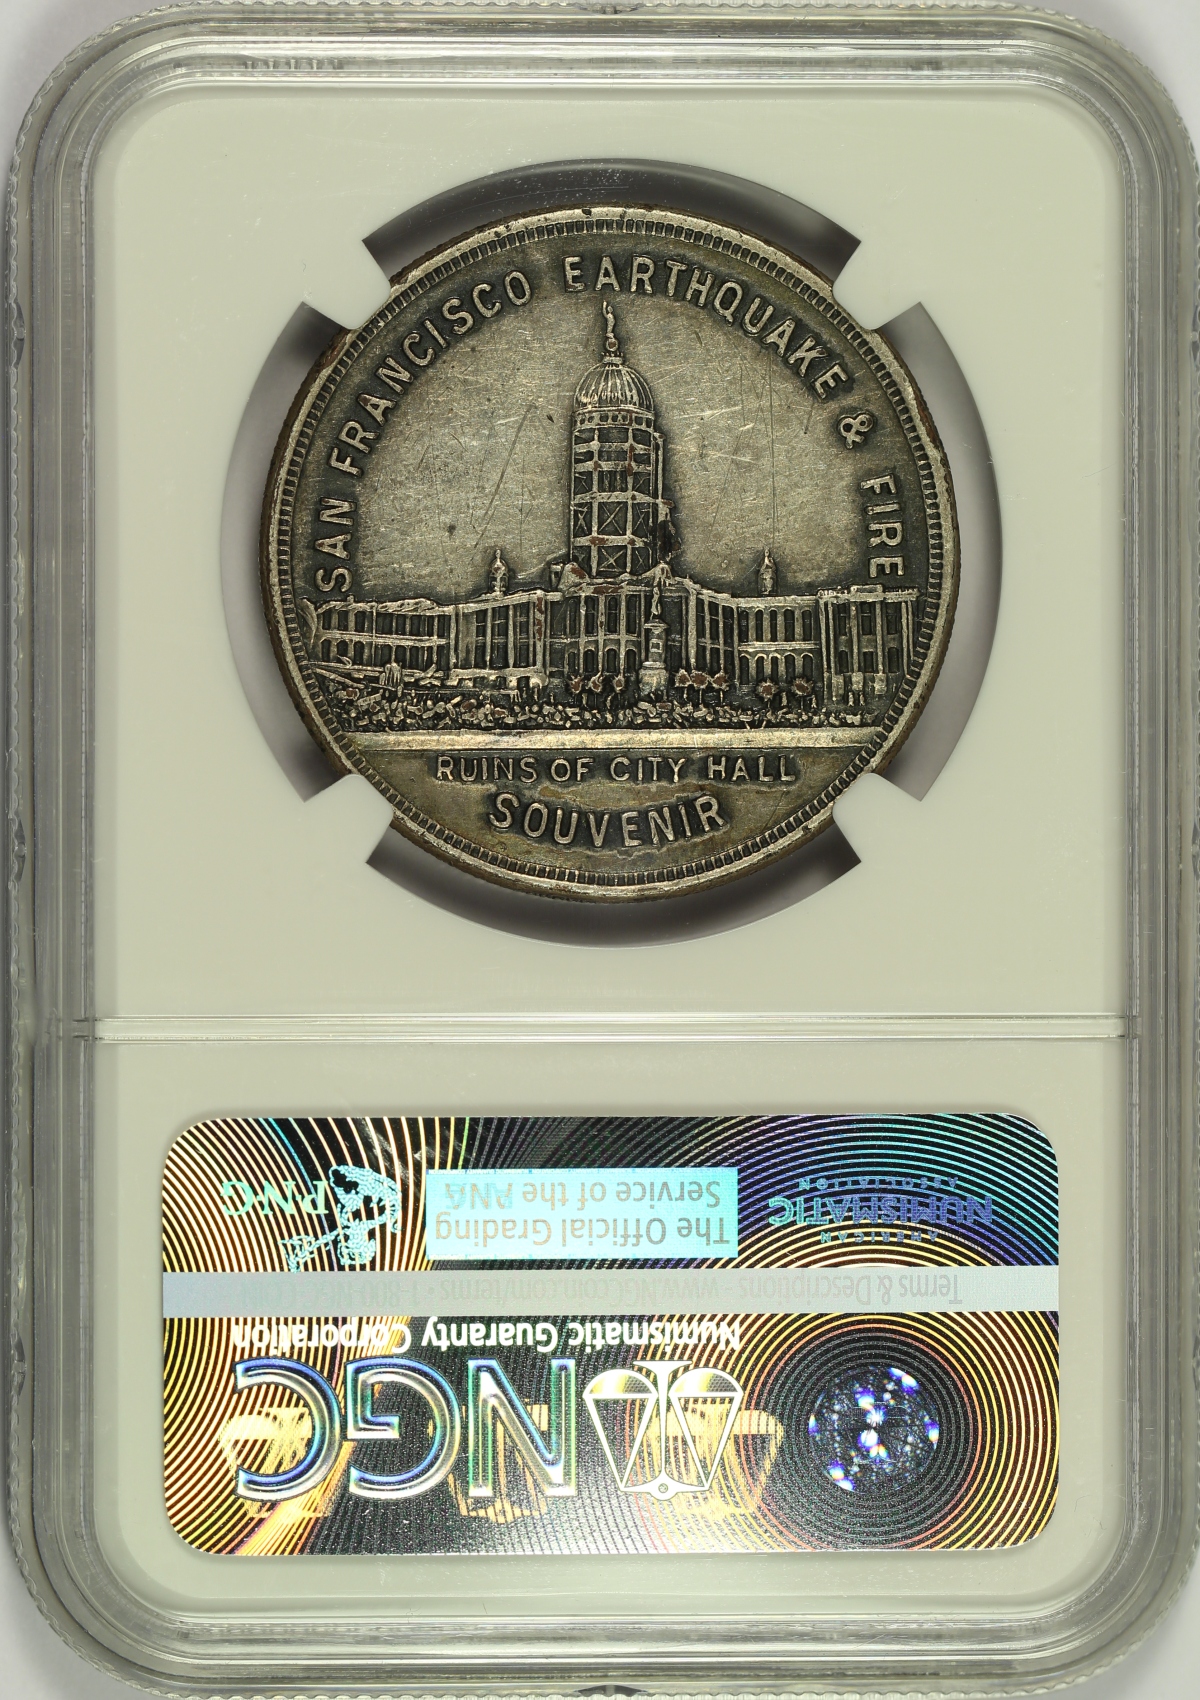 SAN FRANCISCO EARTHQUAKE & FIRE
RUINS OF CITY HALL
SOUVENIR
NGC
Numismatic Guaranty Corporation
Terms & Descriptions - www.NGCcoin.com/terms · 1-800-NGC-COIN
The Official Grading
Service of the ANA
AMERICAN
NUMISMATIC
ASSOCIATION
PNG